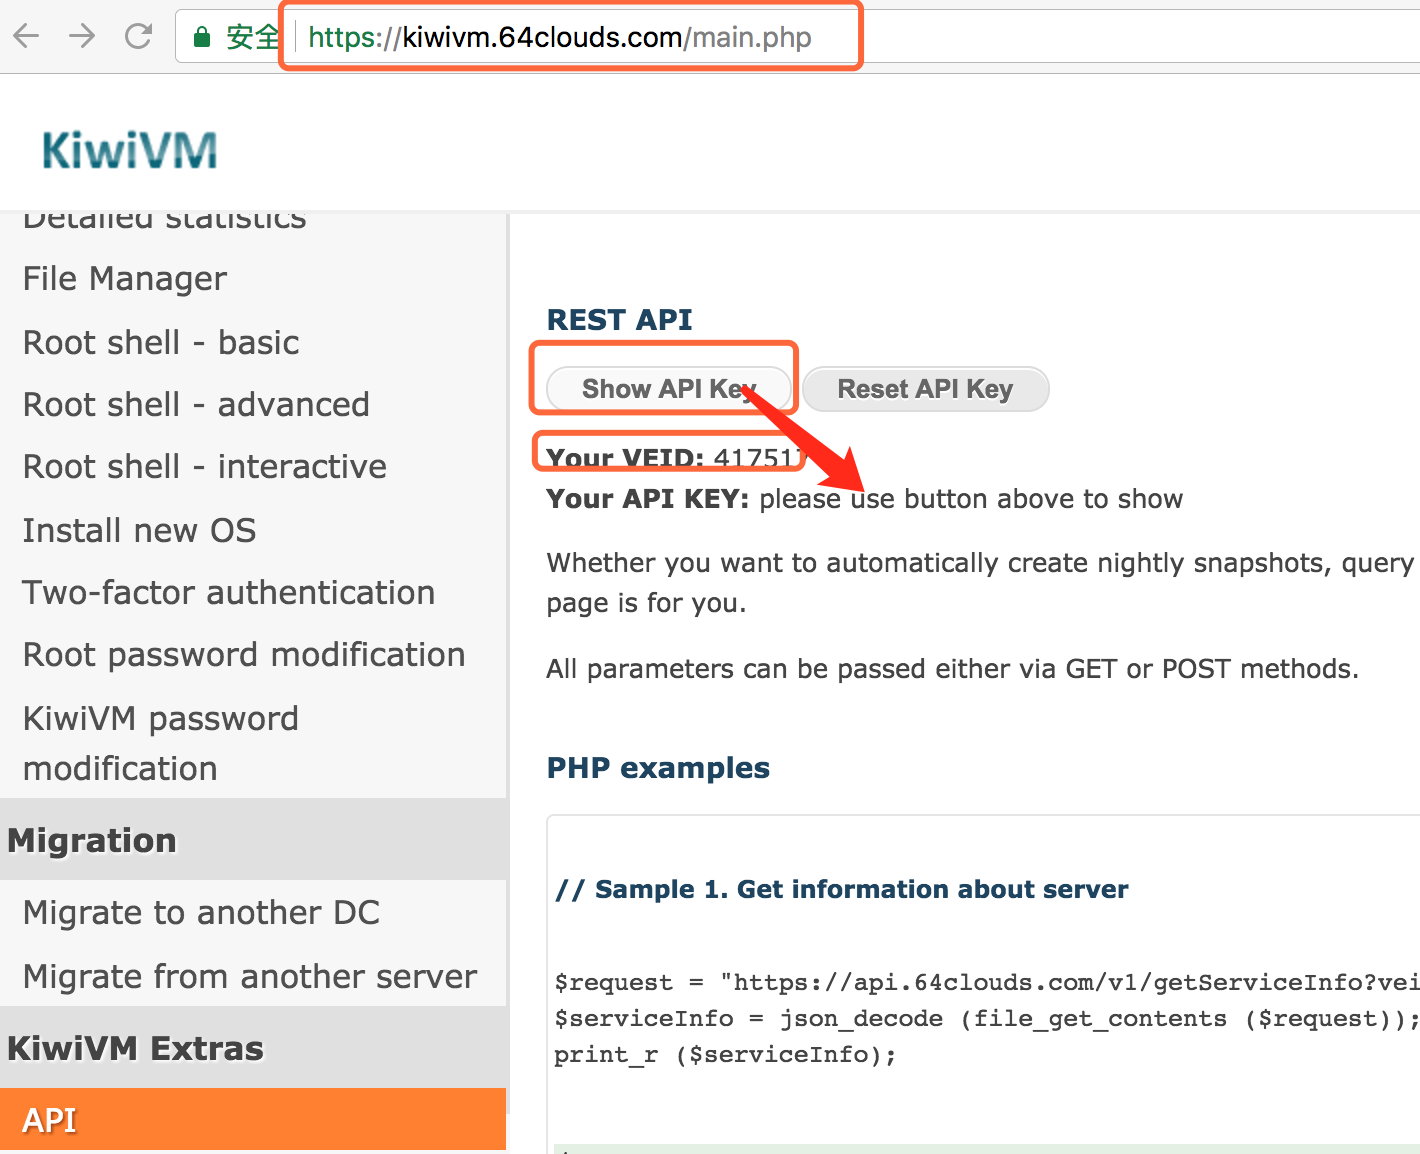 安全 https://kiwivm.64clouds.com/main.php
KiwiVM
Detailed statistics
File Manager
Root shell - basic
Root shell - advanced
Root shell - interactive
Install new OS
Two-factor authentication
Root password modification
KiwiVM password
modification
Migration
Migrate to another DC
Migrate from another server
KiwiVM Extras
API
REST API
Show API Key Reset API Key
Your VEID: 417517
Your API KEY: please use button above to show
Whether you want to automatically create nightly snapshots, query
page is for you.
All parameters can be passed either via GET or POST methods.
PHP examples
// Sample 1. Get information about server
$request = "https://api.64clouds.com/v1/getServiceInfo?vei
$serviceInfo = json_decode (file_get_contents ($request));
print_r ($serviceInfo);